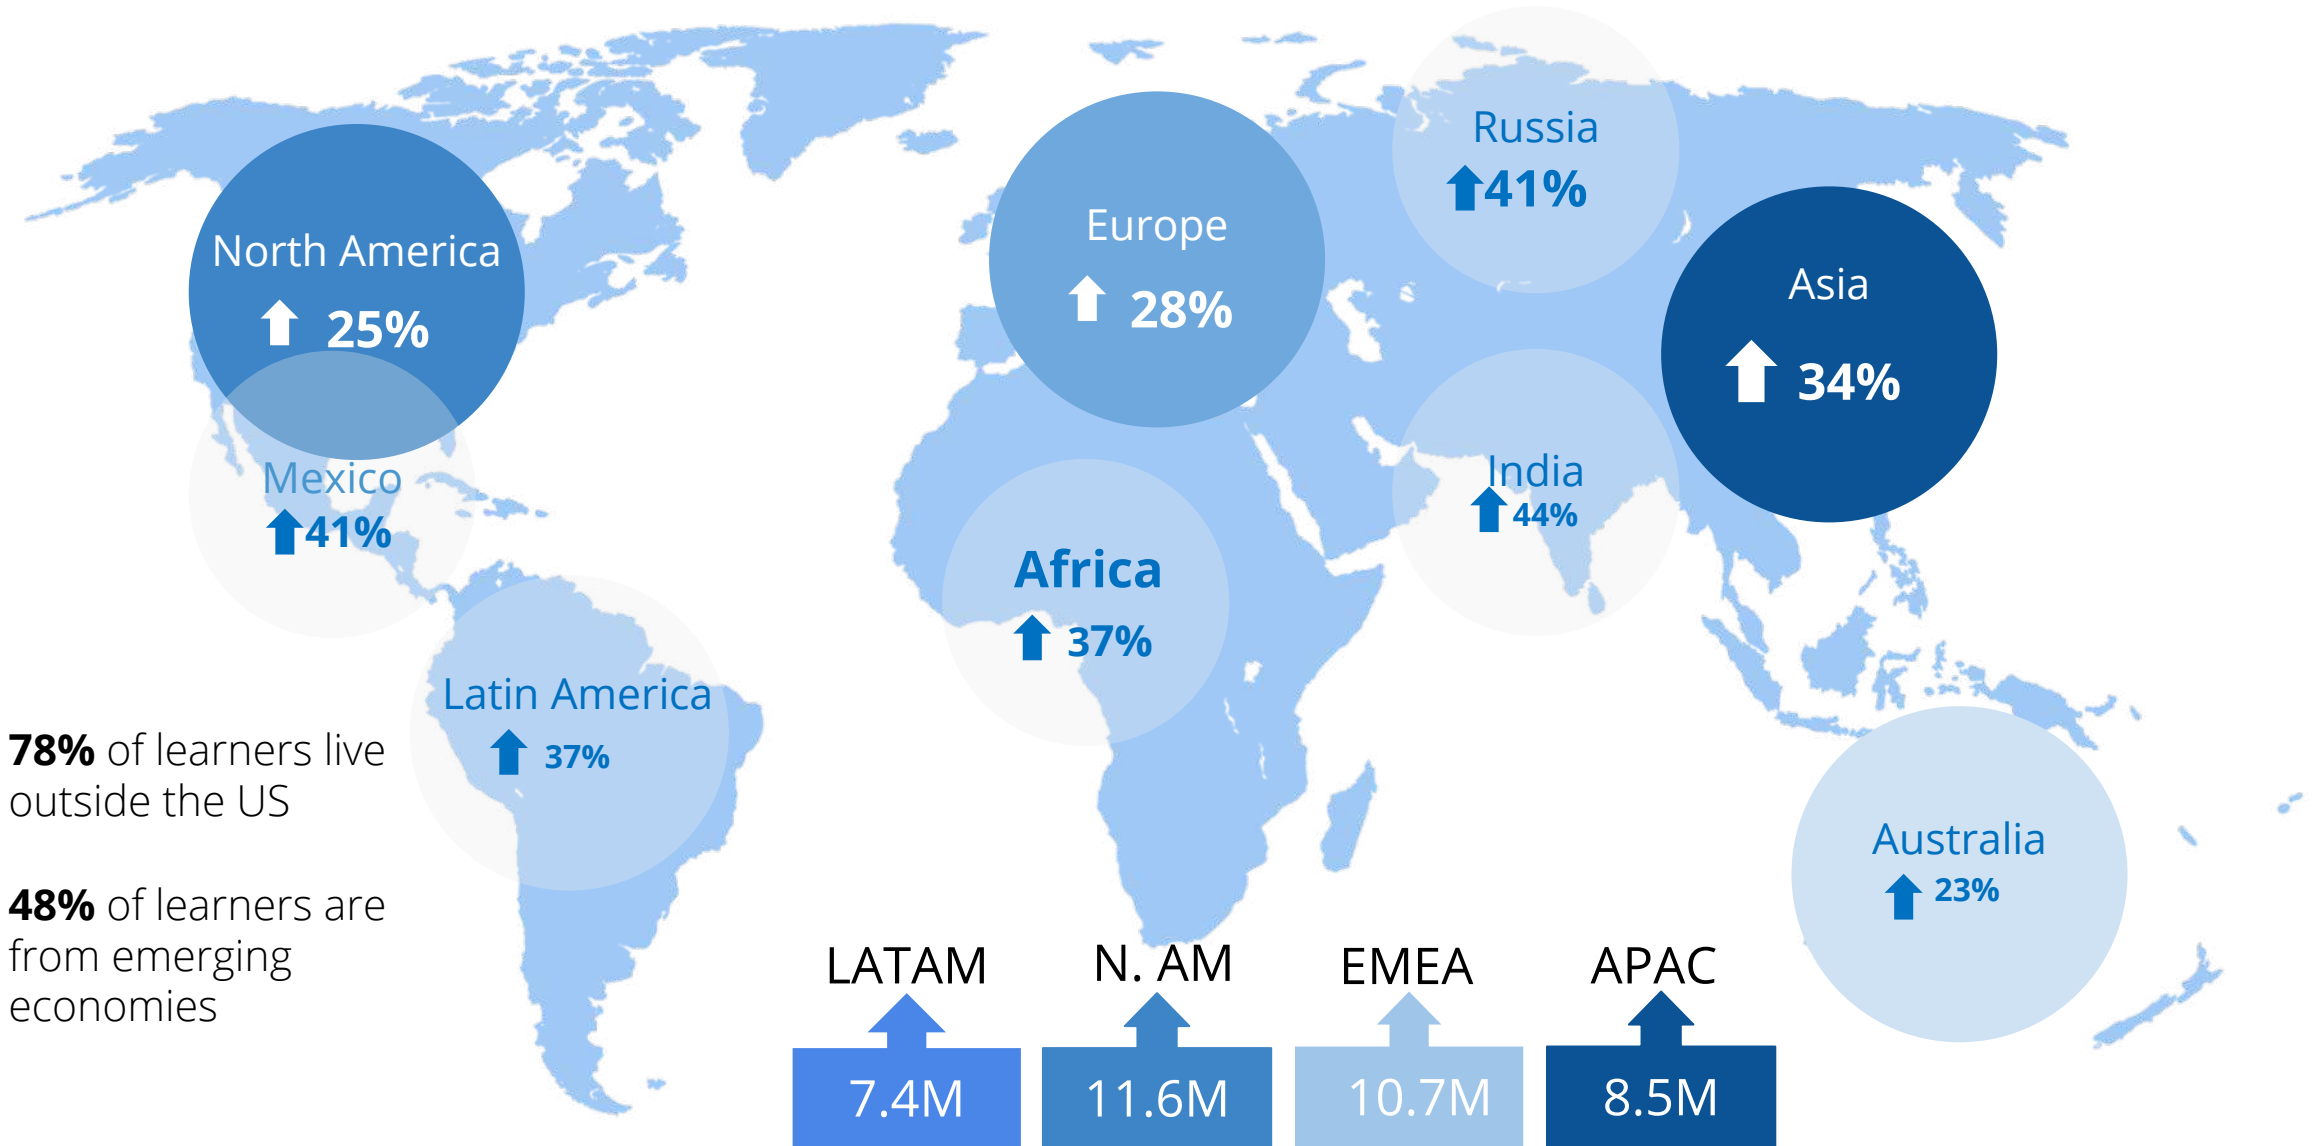 Russia
41%
Europe
28%
North America
25%
Asia
34%
Mexico
41%
India
44%
Africa
37%
Latin America
37%
78% of learners live
outside the US
48% of learners are
from emerging
economies
Australia
23%
LATAM
N. AM
EMEA
APAC
7.4M
11.6M
10.7M
8.5M